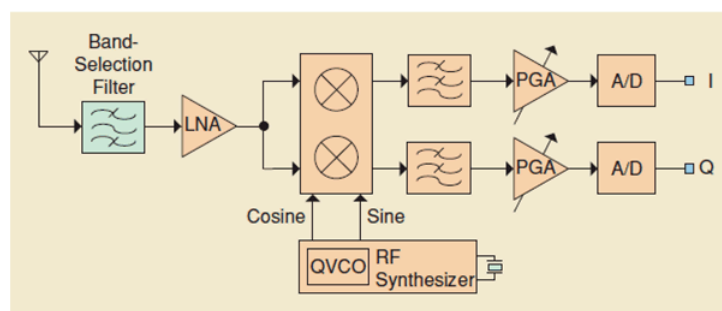 Band-
Selection
Filter
LNA
PGA
A/D
I
PGA
A/D
Q
Cosine
Sine
QVCO
RF
Synthesizer